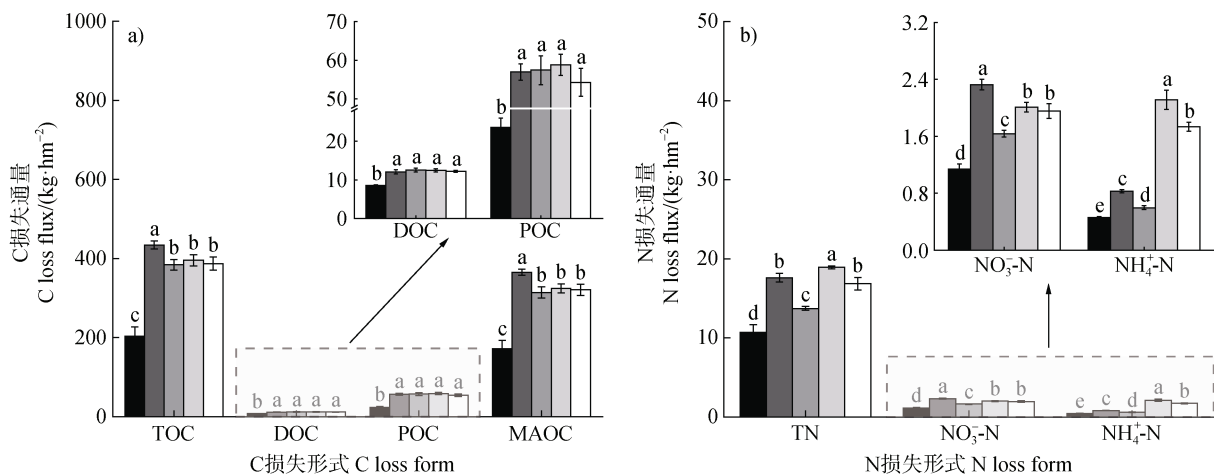 a)
C损失通量
C loss flux/(kg·hm⁻²)
1000
800
600
400
200
0
70
60
50
20
10
0
b a a a a
b a a a a
DOC POC
c a b b b
b a a a a
b a a a a
c a b b b
TOC DOC POC MAOC
C损失形式 C loss form
b)
N损失通量
N loss flux/(kg·hm⁻²)
50
40
30
20
10
0
3.2
2.4
1.6
0.8
0.0
d a c b b
e c d a b
NO₃⁻-N NH₄⁺-N
d b c a b
d a c b b
e c d a b
TN NO₃⁻-N NH₄⁺-N
N损失形式 N loss form